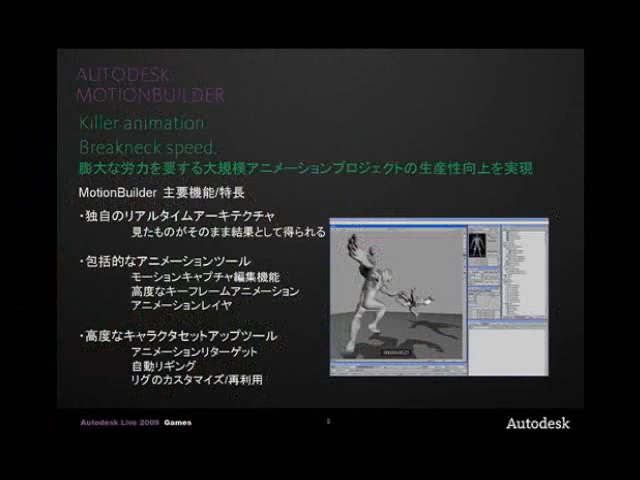 AUTODESK
MOTIONBUILDER
Killer animation.
Breakneck speed.
膨大な労力を要する大規模アニメーションプロジェクトの生産性向上を実現
MotionBuilder 主要機能/特長
・独自のリアルタイムアーキテクチャ
見たものがそのまま結果として得られる
・包括的なアニメーションツール
モーションキャプチャ編集機能
高度なキーフレームアニメーション
アニメーションレイヤ
・高度なキャラクタセットアップツール
アニメーションリターゲット
自動リギング
リグのカスタマイズ/再利用
Autodesk Live 2009 Games
Autodesk